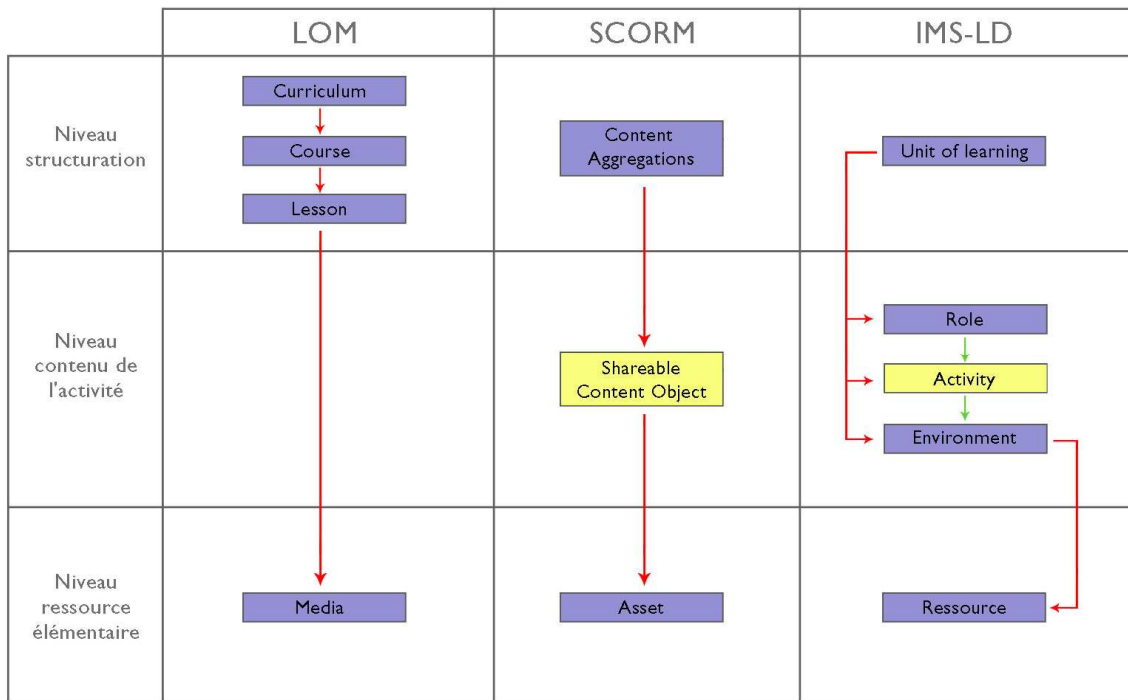 LOM
SCORM
IMS-LD
Niveau
structuration
Curriculum
Course
Lesson
Content
Aggregations
Unit of learning
Niveau
contenu de
l'activité
Shareable
Content Object
Role
Activity
Environment
Niveau
ressource
élémentaire
Media
Asset
Ressource